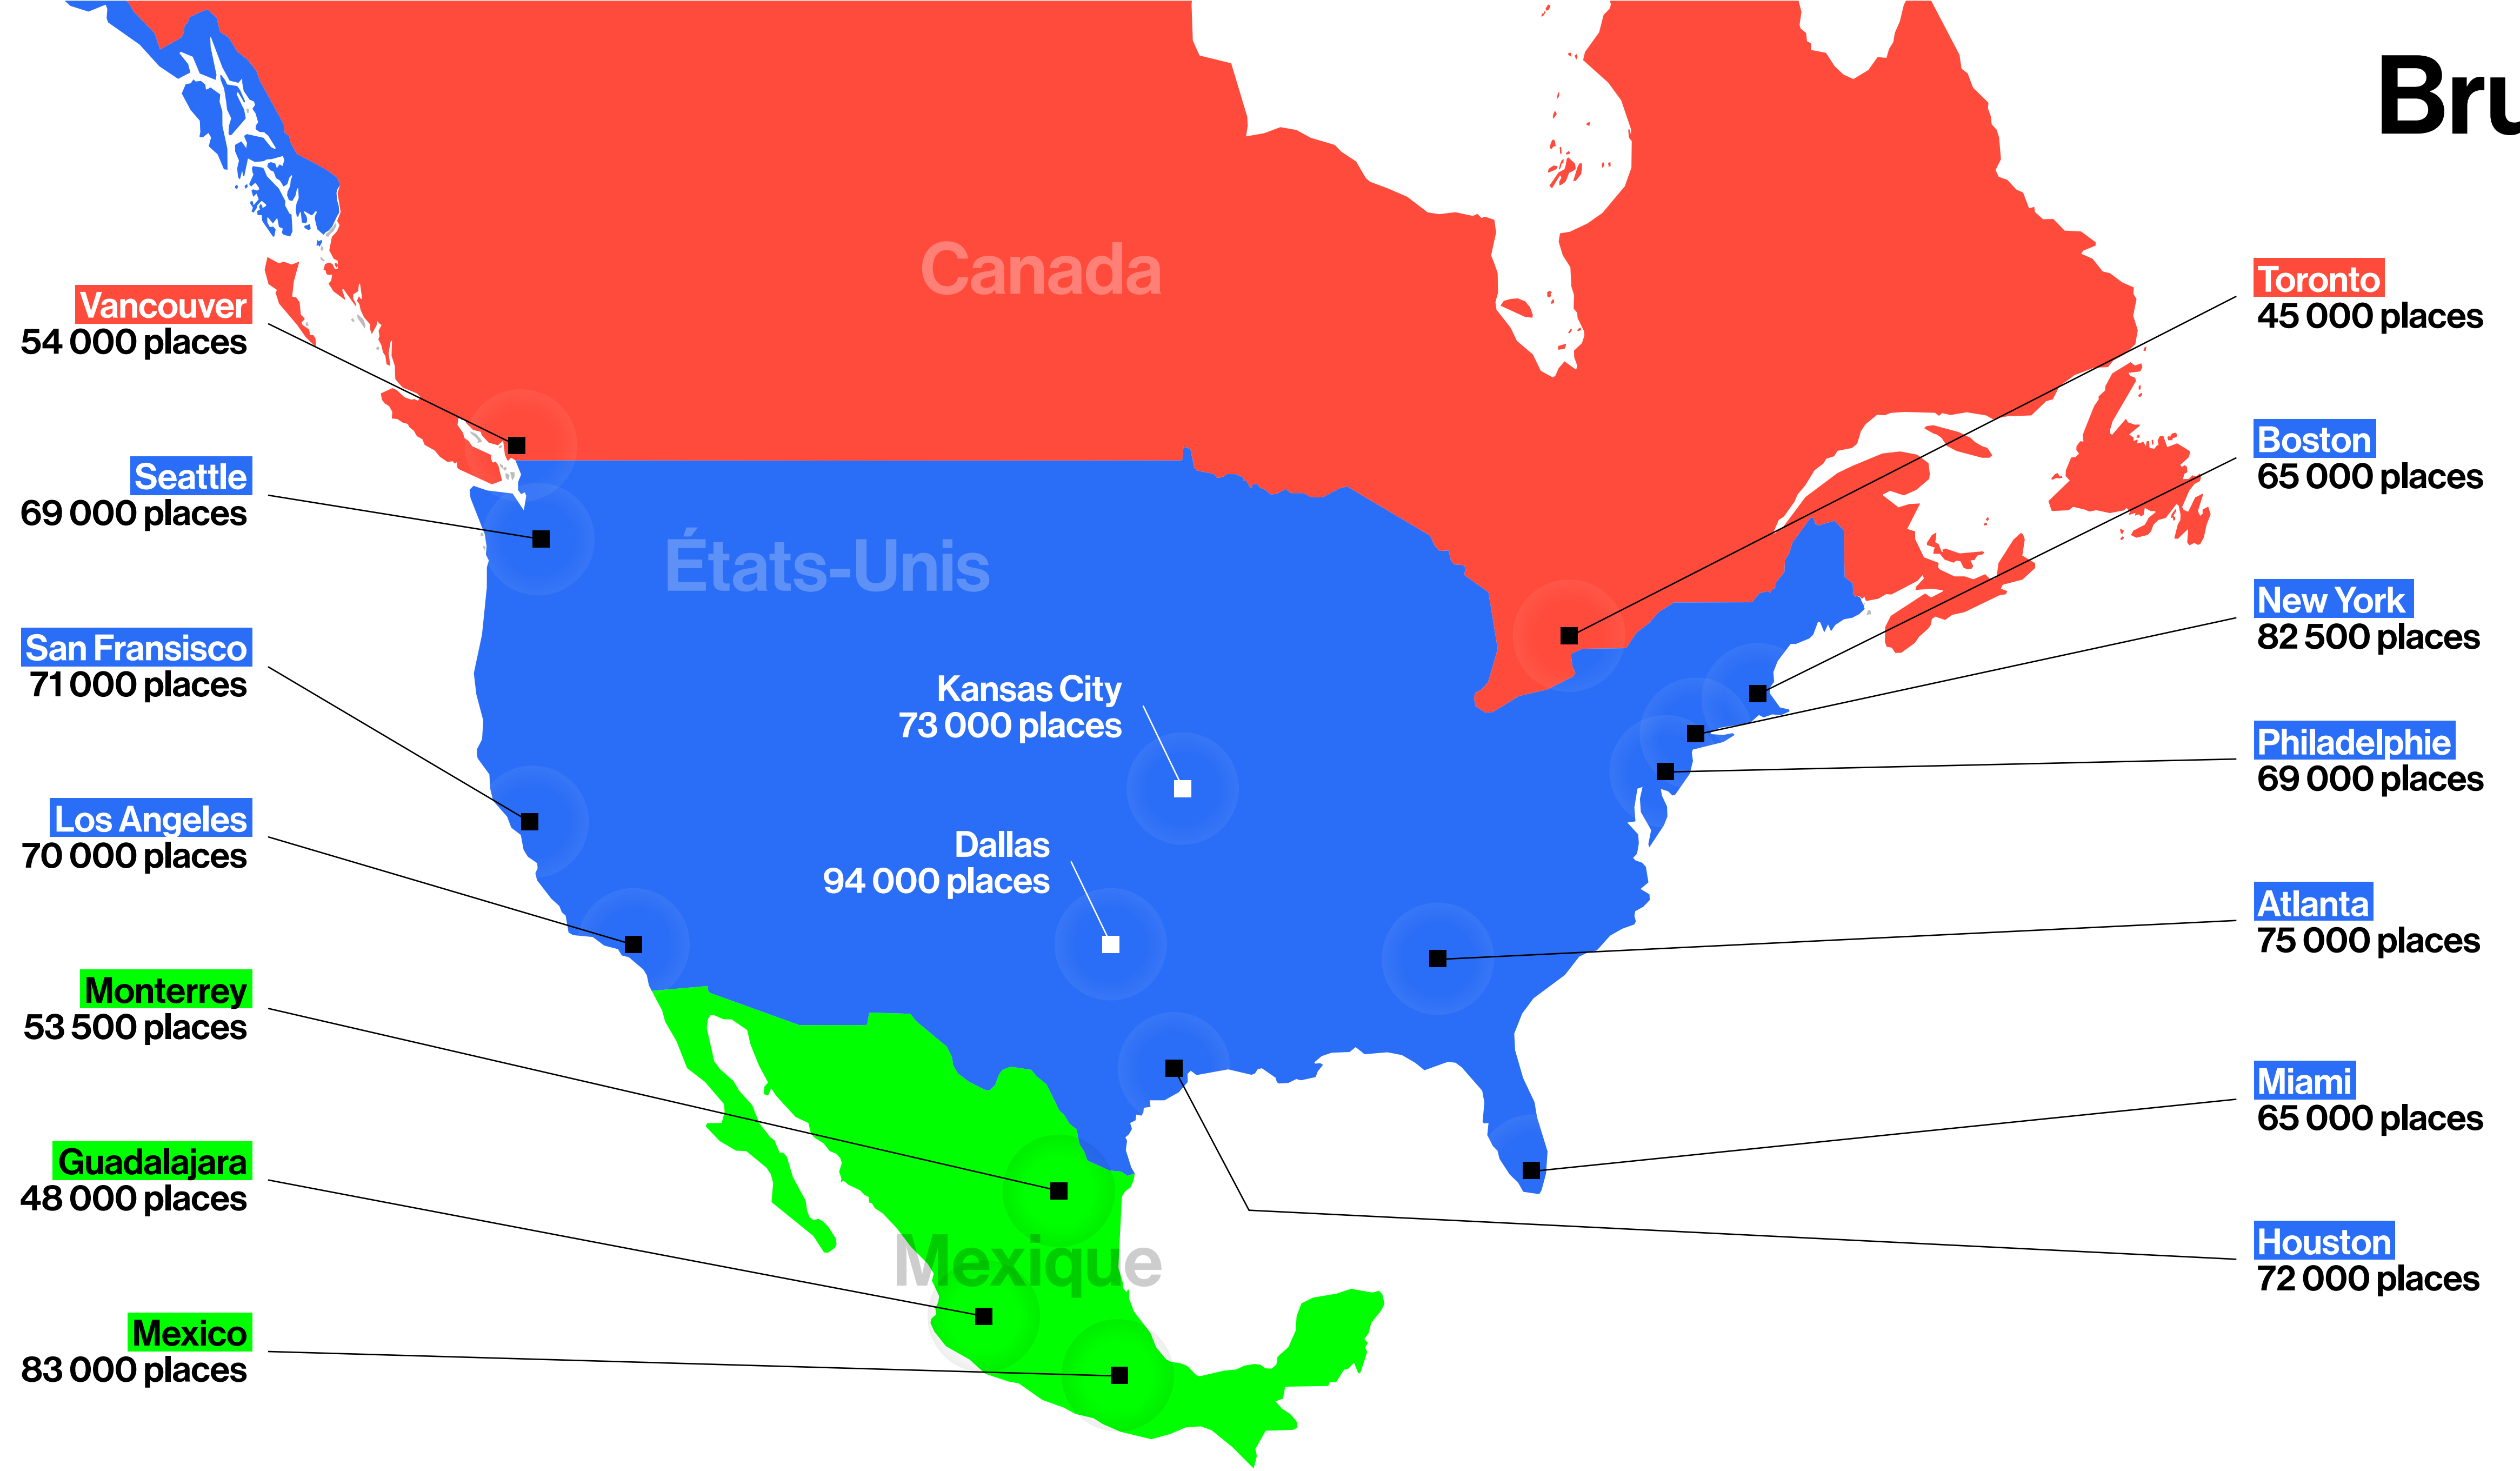 Bru
Canada
États-Unis
Mexique
Vancouver
54 000 places
Seattle
69 000 places
San Fransisco
71 000 places
Los Angeles
70 000 places
Monterrey
53 500 places
Guadalajara
48 000 places
Mexico
83 000 places
Kansas City
73 000 places
Dallas
94 000 places
Toronto
45 000 places
Boston
65 000 places
New York
82 500 places
Philadelphie
69 000 places
Atlanta
75 000 places
Miami
65 000 places
Houston
72 000 places